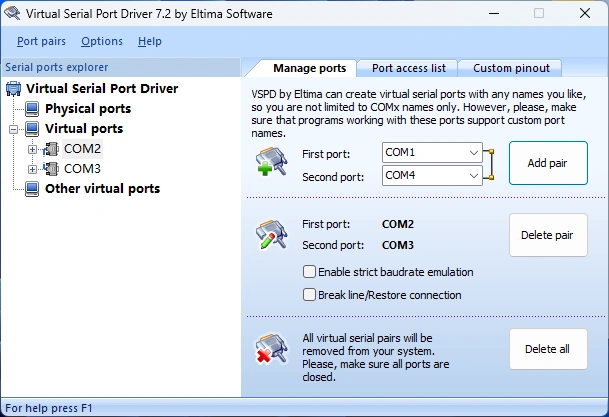 Virtual Serial Port Driver 7.2 by Eltima Software
Port pairs Options Help
Serial ports explorer
Virtual Serial Port Driver
Physical ports
Virtual ports
COM2
COM3
Other virtual ports
Manage ports Port access list Custom pinout
VSPD by Eltima can create virtual serial ports with any names you like,
so you are not limited to COMx names only. However, please, make
sure that programs working with these ports support custom port
names.
First port: COM1
Second port: COM4
Add pair
First port: COM2
Second port: COM3
Delete pair
Enable strict baudrate emulation
Break line/Restore connection
All virtual serial pairs will be
removed from your system.
Please, make sure all ports are
closed.
Delete all
For help press F1